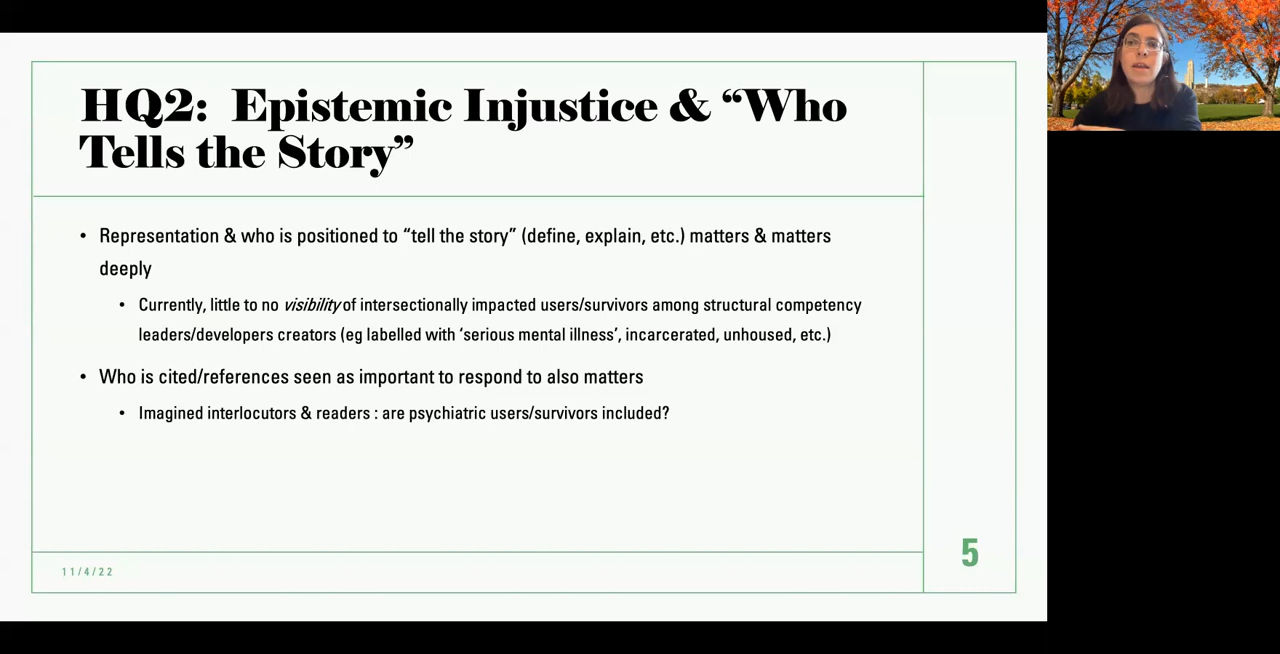 HQ2: Epistemic Injustice & “Who
Tells the Story”
• Representation & who is positioned to “tell the story” (define, explain, etc.) matters & matters
deeply
• Currently, little to no visibility of intersectionally impacted users/survivors among structural competency
leaders/developers creators (eg labelled with ‘serious mental illness’, incarcerated, unhoused, etc.)
• Who is cited/references seen as important to respond to also matters
• Imagined interlocutors & readers : are psychiatric users/survivors included?
5
11/4/22